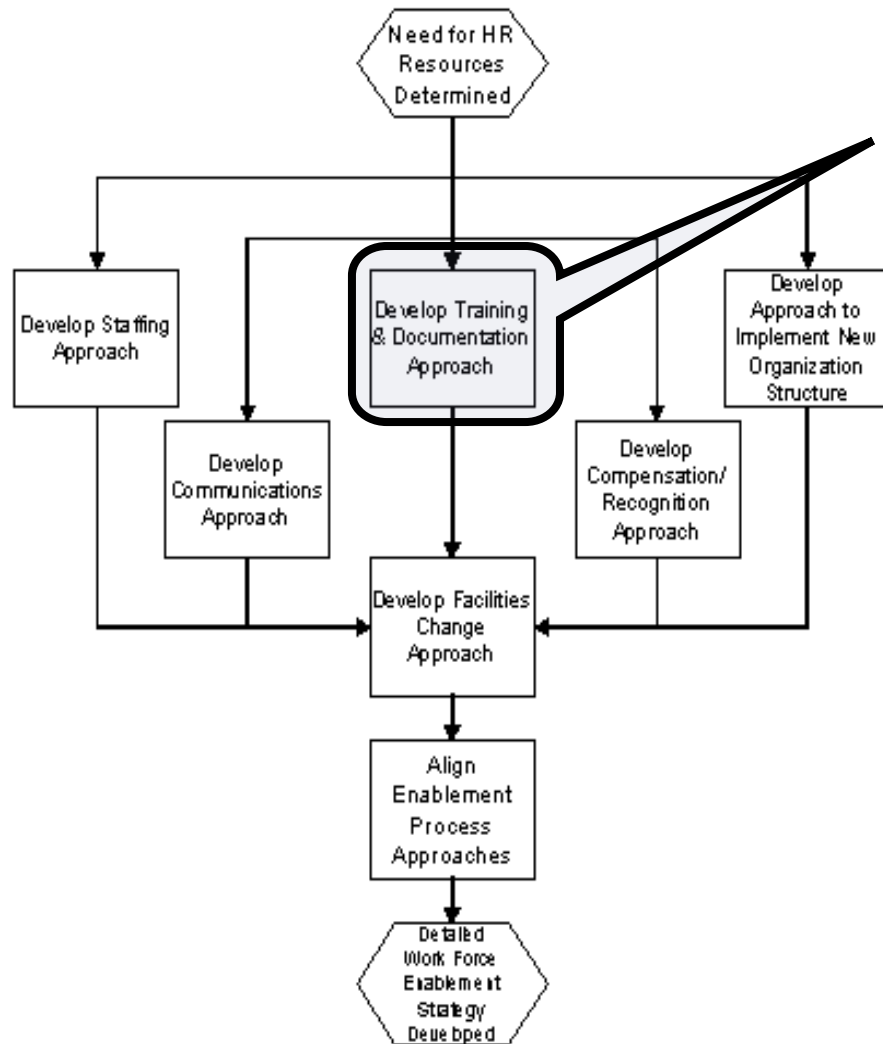 Need for HR
Resources
Determined
Develop Staffing
Approach
Develop Training
& Documentation
Approach
Develop
Approach to
Implement New
Organization
Structure
Develop
Communications
Approach
Develop
Compensation/
Recognition
Approach
Develop Facilities
Change
Approach
Align
Enablement
Process
Approaches
Detailed
Work Force
Enablement
Strategy
Developed